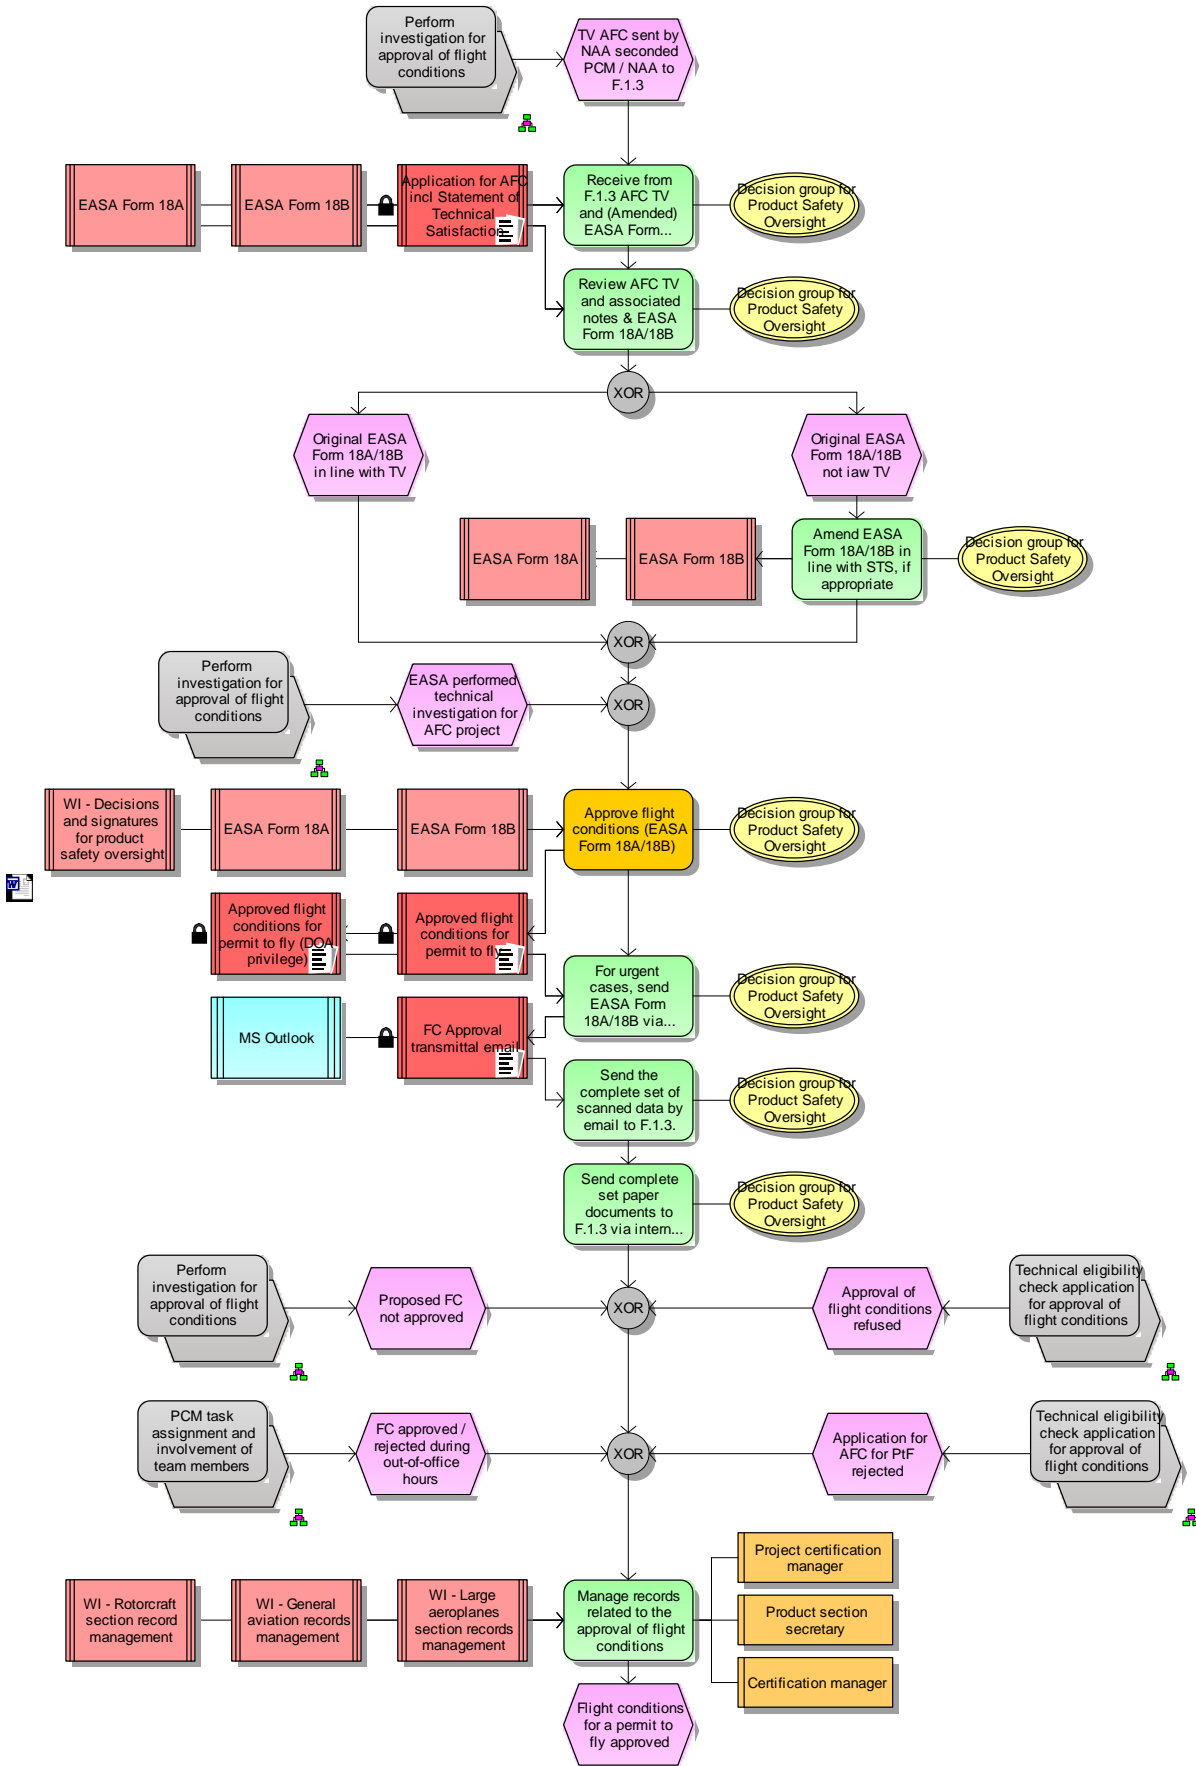 Perform
investigation for
approval of flight
conditions
TV AFC sent by
NAA seconded
PCM / NAA to
F.1.3
EASA Form 18A
EASA Form 18B
Application for AFC
incl Statement of
Technical
Satisfaction
Receive from
F.1.3 AFC TV
and (Amended)
EASA Form...
Decision group for
Product Safety
Oversight
Review AFC TV
and associated
notes & EASA
Form 18A/18B
Decision group for
Product Safety
Oversight
XOR
Original EASA
Form 18A/18B
in line with TV
Original EASA
Form 18A/18B
not iaw TV
EASA Form 18A
EASA Form 18B
Amend EASA
Form 18A/18B in
line with STS, if
appropriate
Decision group for
Product Safety
Oversight
XOR
Perform
investigation for
approval of flight
conditions
EASA performed
technical
investigation for
AFC project
XOR
WI - Decisions
and signatures
for product
safety oversight
EASA Form 18A
EASA Form 18B
Approve flight
conditions (EASA
Form 18A/18B)
Decision group for
Product Safety
Oversight
W
Approved flight
conditions for
permit to fly (DOA
privilege)
Approved flight
conditions for
permit to fly
For urgent
cases, send
EASA Form
18A/18B via...
Decision group for
Product Safety
Oversight
MS Outlook
FC Approval
transmittal email
Send the
complete set of
scanned data by
email to F.1.3.
Decision group for
Product Safety
Oversight
Send complete
set paper
documents to
F.1.3 via intern...
Decision group for
Product Safety
Oversight
Perform
investigation for
approval of flight
conditions
Proposed FC
not approved
XOR
Approval of
flight conditions
refused
Technical eligibility
check application
for approval of
flight conditions
PCM task
assignment and
involvement of
team members
FC approved /
rejected during
out-of-office
hours
XOR
Application for
AFC for PtF
rejected
Technical eligibility
check application
for approval of
flight conditions
WI - Rotorcraft
section record
management
WI - General
aviation records
management
WI - Large
aeroplanes
section records
management
Manage records
related to the
approval of flight
conditions
Project certification
manager
Product section
secretary
Certification manager
Flight conditions
for a permit to
fly approved